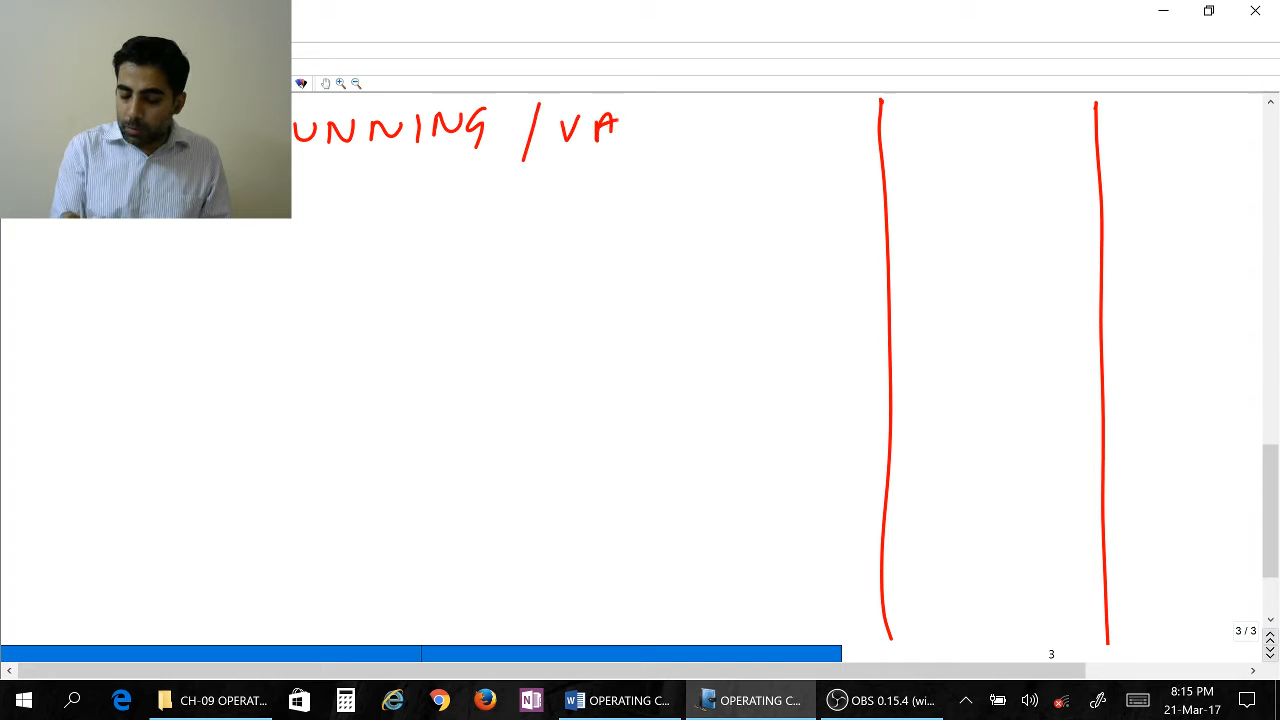 UNNING / VA
3 / 3
3
CH-09 OPERAT...
OPERATING C...
OPERATING C...
OBS 0.15.4 (wi...
8:15 PM
21-Mar-17